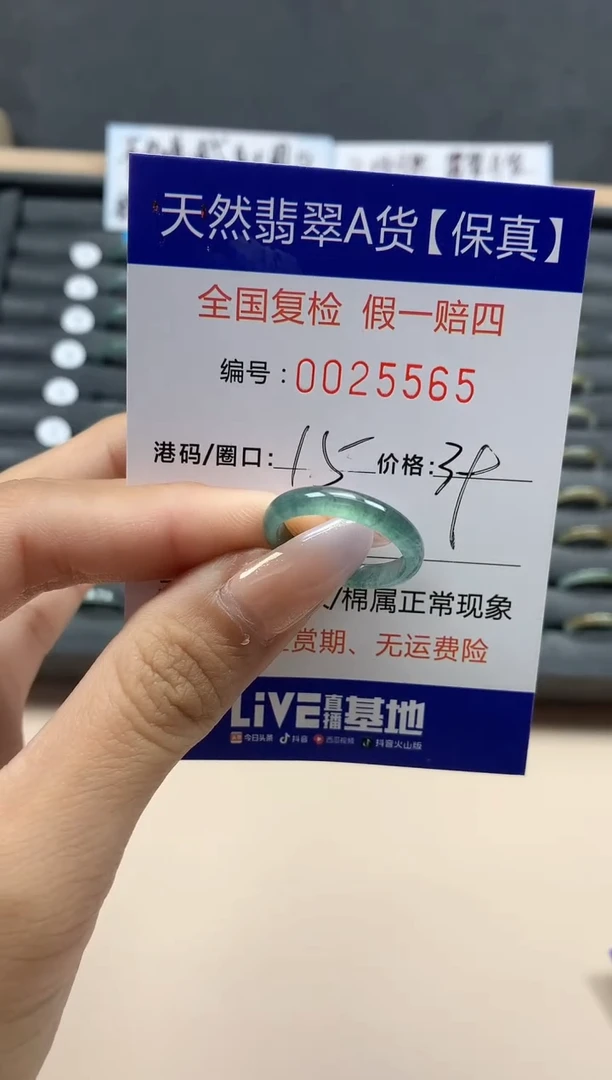 天然翡翠A货【保真】
全国复检 假一赔四
编号:0025565
港码/圈口:15 价格:39
/棉属正常现象
赏期、无运费险
LiVE直播基地
今日头条 抖音 西瓜视频 抖音火山版